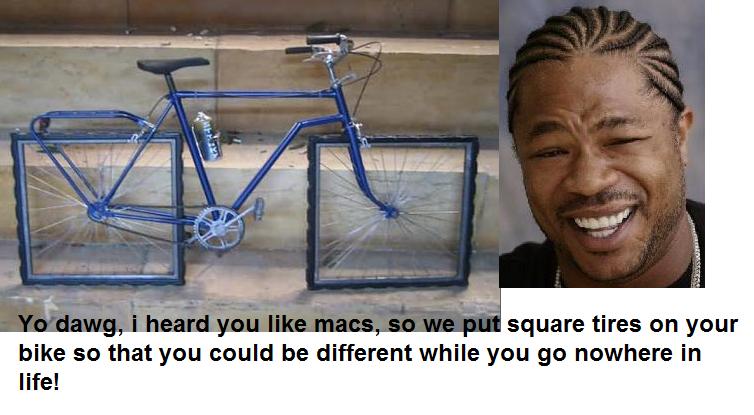 Yo dawg, i heard you like macs, so we put square tires on your
bike so that you could be different while you go nowhere in
life!